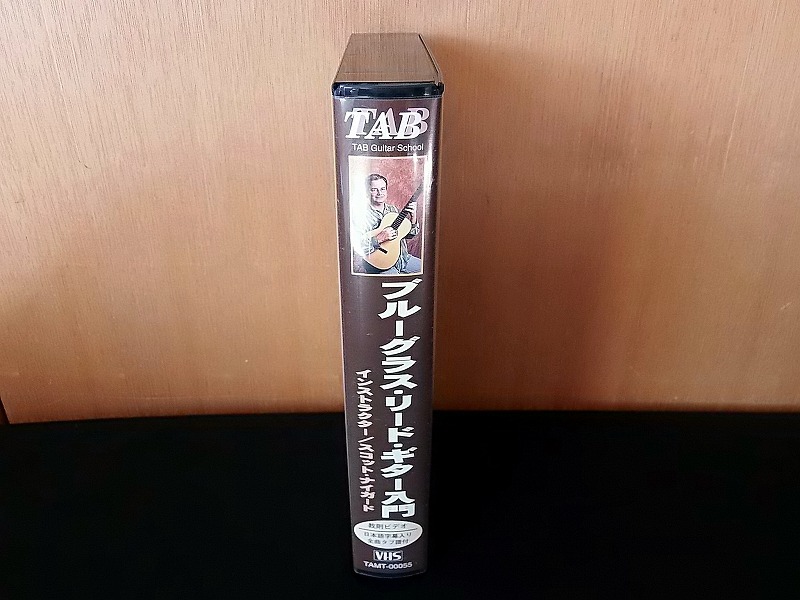 TAB
TAB Guitar School
ブルーグラス・リード・ギター入門
インストラクター/スコット・ナイガード
教則ビデオ
日本語字幕入り
全曲タブ譜付
VHS
TAMT-00055